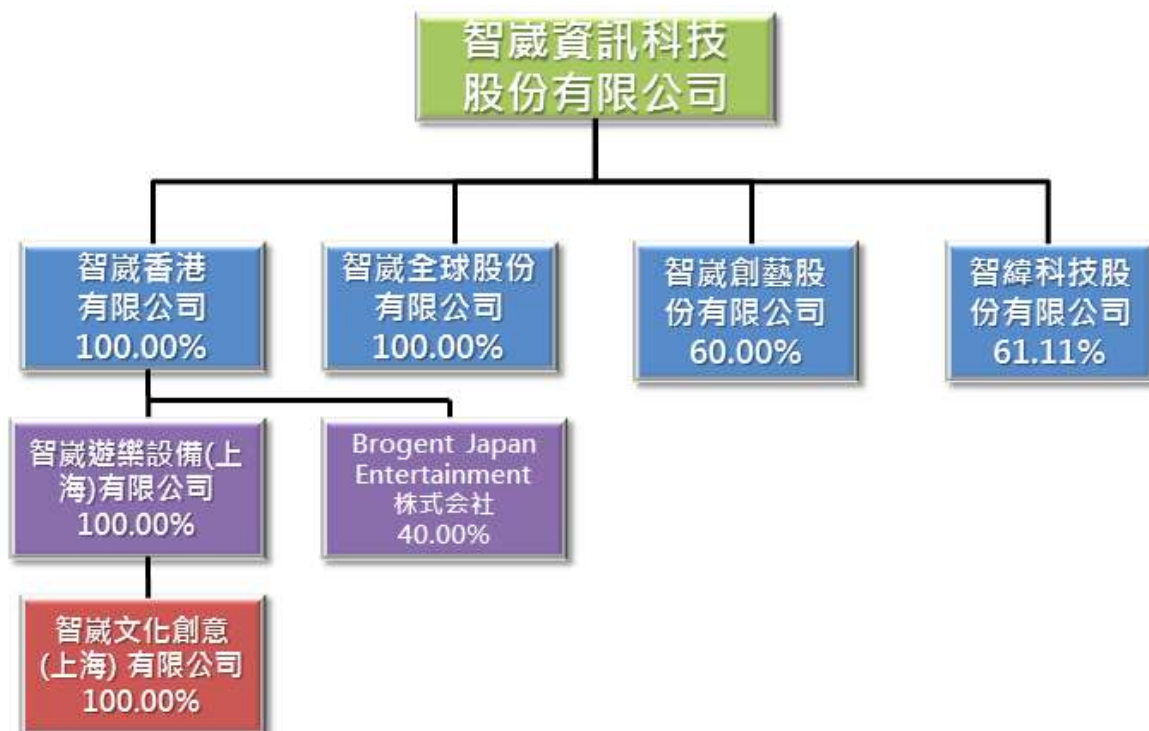 智崴資訊科技
股份有限公司
智崴香港
有限公司
100.00%
智崴全球股份
有限公司
100.00%
智崴創藝股
份有限公司
60.00%
智緯科技股
份有限公司
61.11%
智崴遊樂設備(上
海)有限公司
100.00%
Brogent Japan
Entertainment
株式会社
40.00%
智崴文化創意
(上海) 有限公司
100.00%